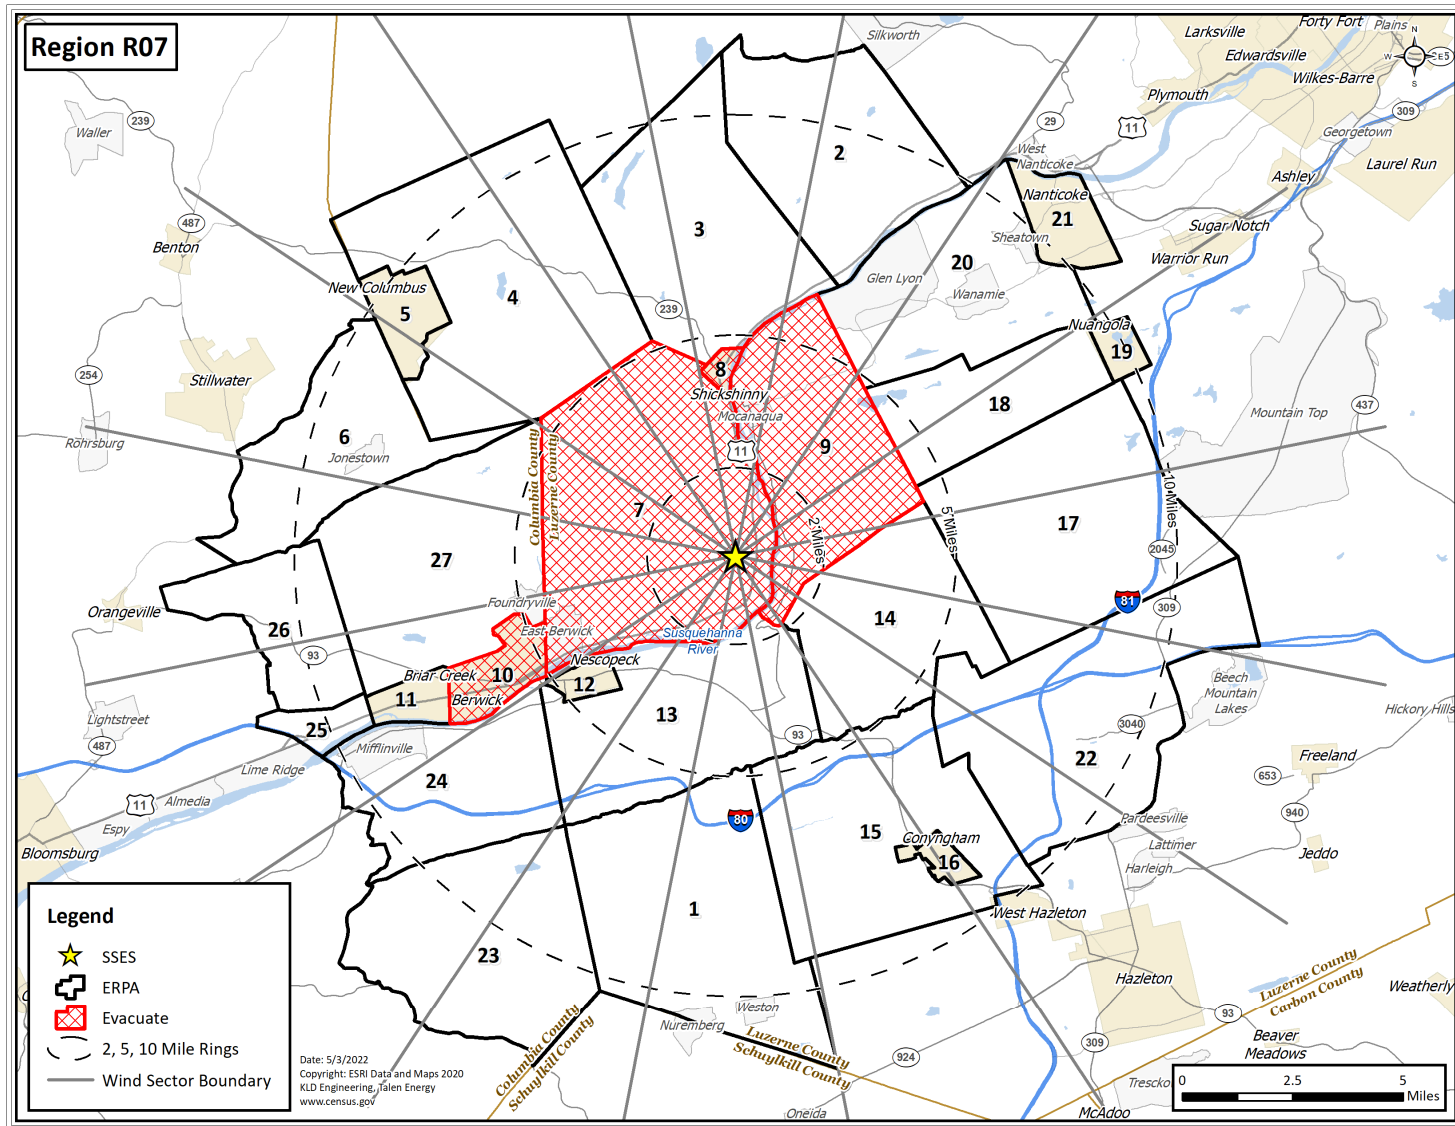 Region R07
Silkworth
Larksville
Forty Fort
Plains
Edwardsville
Wilkes-Barre
N
W
E
S
Plymouth
309
11
29
239
Waller
Georgetown
Laurel Run
Ashley
West
Nanticoke
Nanticoke
21
2
3
Sheatown
Sugar Notch
Warrior Run
487
Benton
20
Glen Lyon
Wanamie
New Columbus
5
4
239
Nuangola
19
8
Shickshinny
Mocanaqua
254
Stillwater
18
437
Mountain Top
Rohrsburg
6
Jonestown
Columbia County
Luzerne County
11
9
7
2 Miles
5 Miles
10 Miles
17
27
2045
81
309
Foundryville
Orangeville
26
93
East Berwick
Susquehanna
River
14
Nescopeck
12
Briar Creek
10
11
Berwick
Beech
Mountain
Lakes
Hickory Hills
Lightstreet
487
25
13
93
3040
22
Mifflinville
Lime Ridge
24
Freeland
653
11
Almedia
Espy
80
940
Pardeesville
Lattimer
Harleigh
Jeddo
Bloomsburg
15
Conyngham
16
West Hazleton
1
23
Hazleton
Weatherly
Luzerne County
Carbon County
Weston
Nuremberg
93
Beaver
Meadows
309
Columbia County
Schuylkill County
Luzerne County
Schuylkill County
924
Tresckow
McAdoo
Oneida
Legend
SSES
ERPA
Evacuate
2, 5, 10 Mile Rings
Wind Sector Boundary
Date: 5/3/2022
Copyright: ESRI Data and Maps 2020
KLD Engineering, Talen Energy
www.census.gov
0 2.5 5
Miles